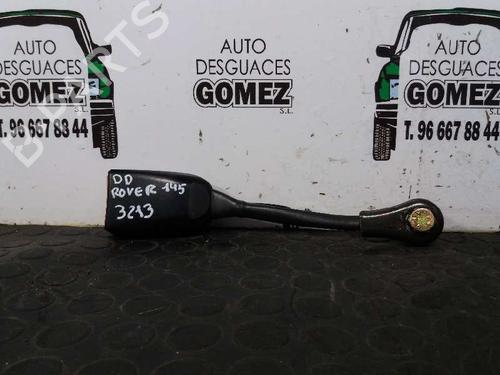 AUTO
DESGUACES
GOMEZ
S.L.
T. 96 667 88 44
AUTO
DESGUACES
GOMEZ
S.L.
T. 96 667 88 44
AUTO
DESGUACES
GOMEZ
S.L.
DD
ROVER 145
3213